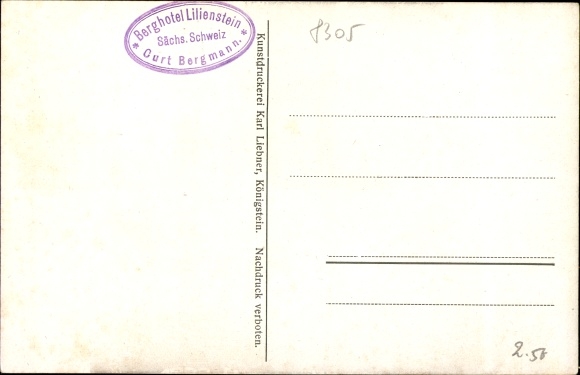 Berghotel Lilienstein
Sächs. Schweiz
* Curt Bergmann. *
8305
Kunstdruckerei Karl Liebner, Königstein. Nachdruck verboten.
2.50